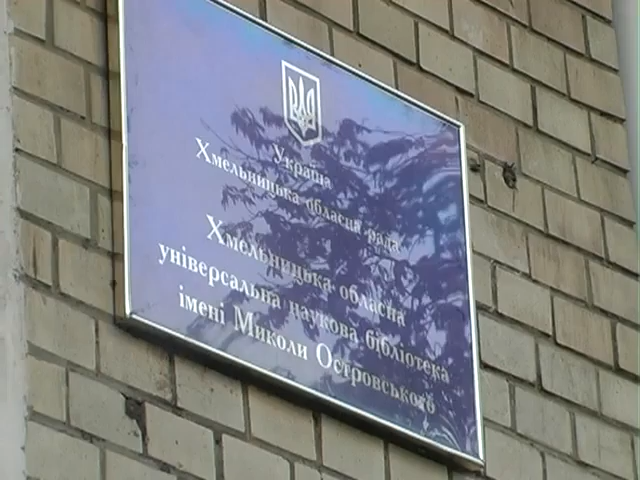 Україна
Хмельницька обласна рада
Хмельницька обласна
універсальна наукова бібліотека
імені Миколи Островського